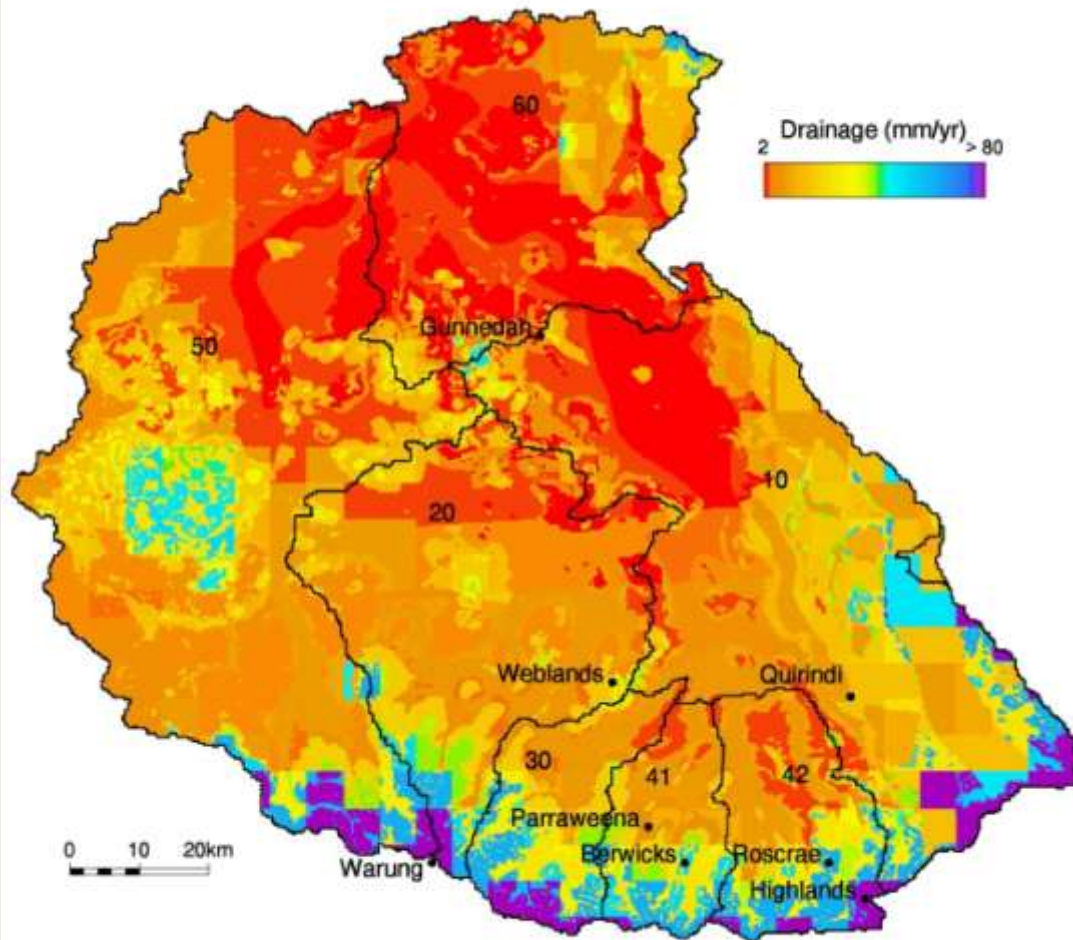 60
Drainage (mm/yr)
2
> 80
Gunnedah
50
10
20
Weblands
Quirindi
30
41
42
Parraweena
Berwicks
Roscrae
Warung
Highlands
0 10 20km